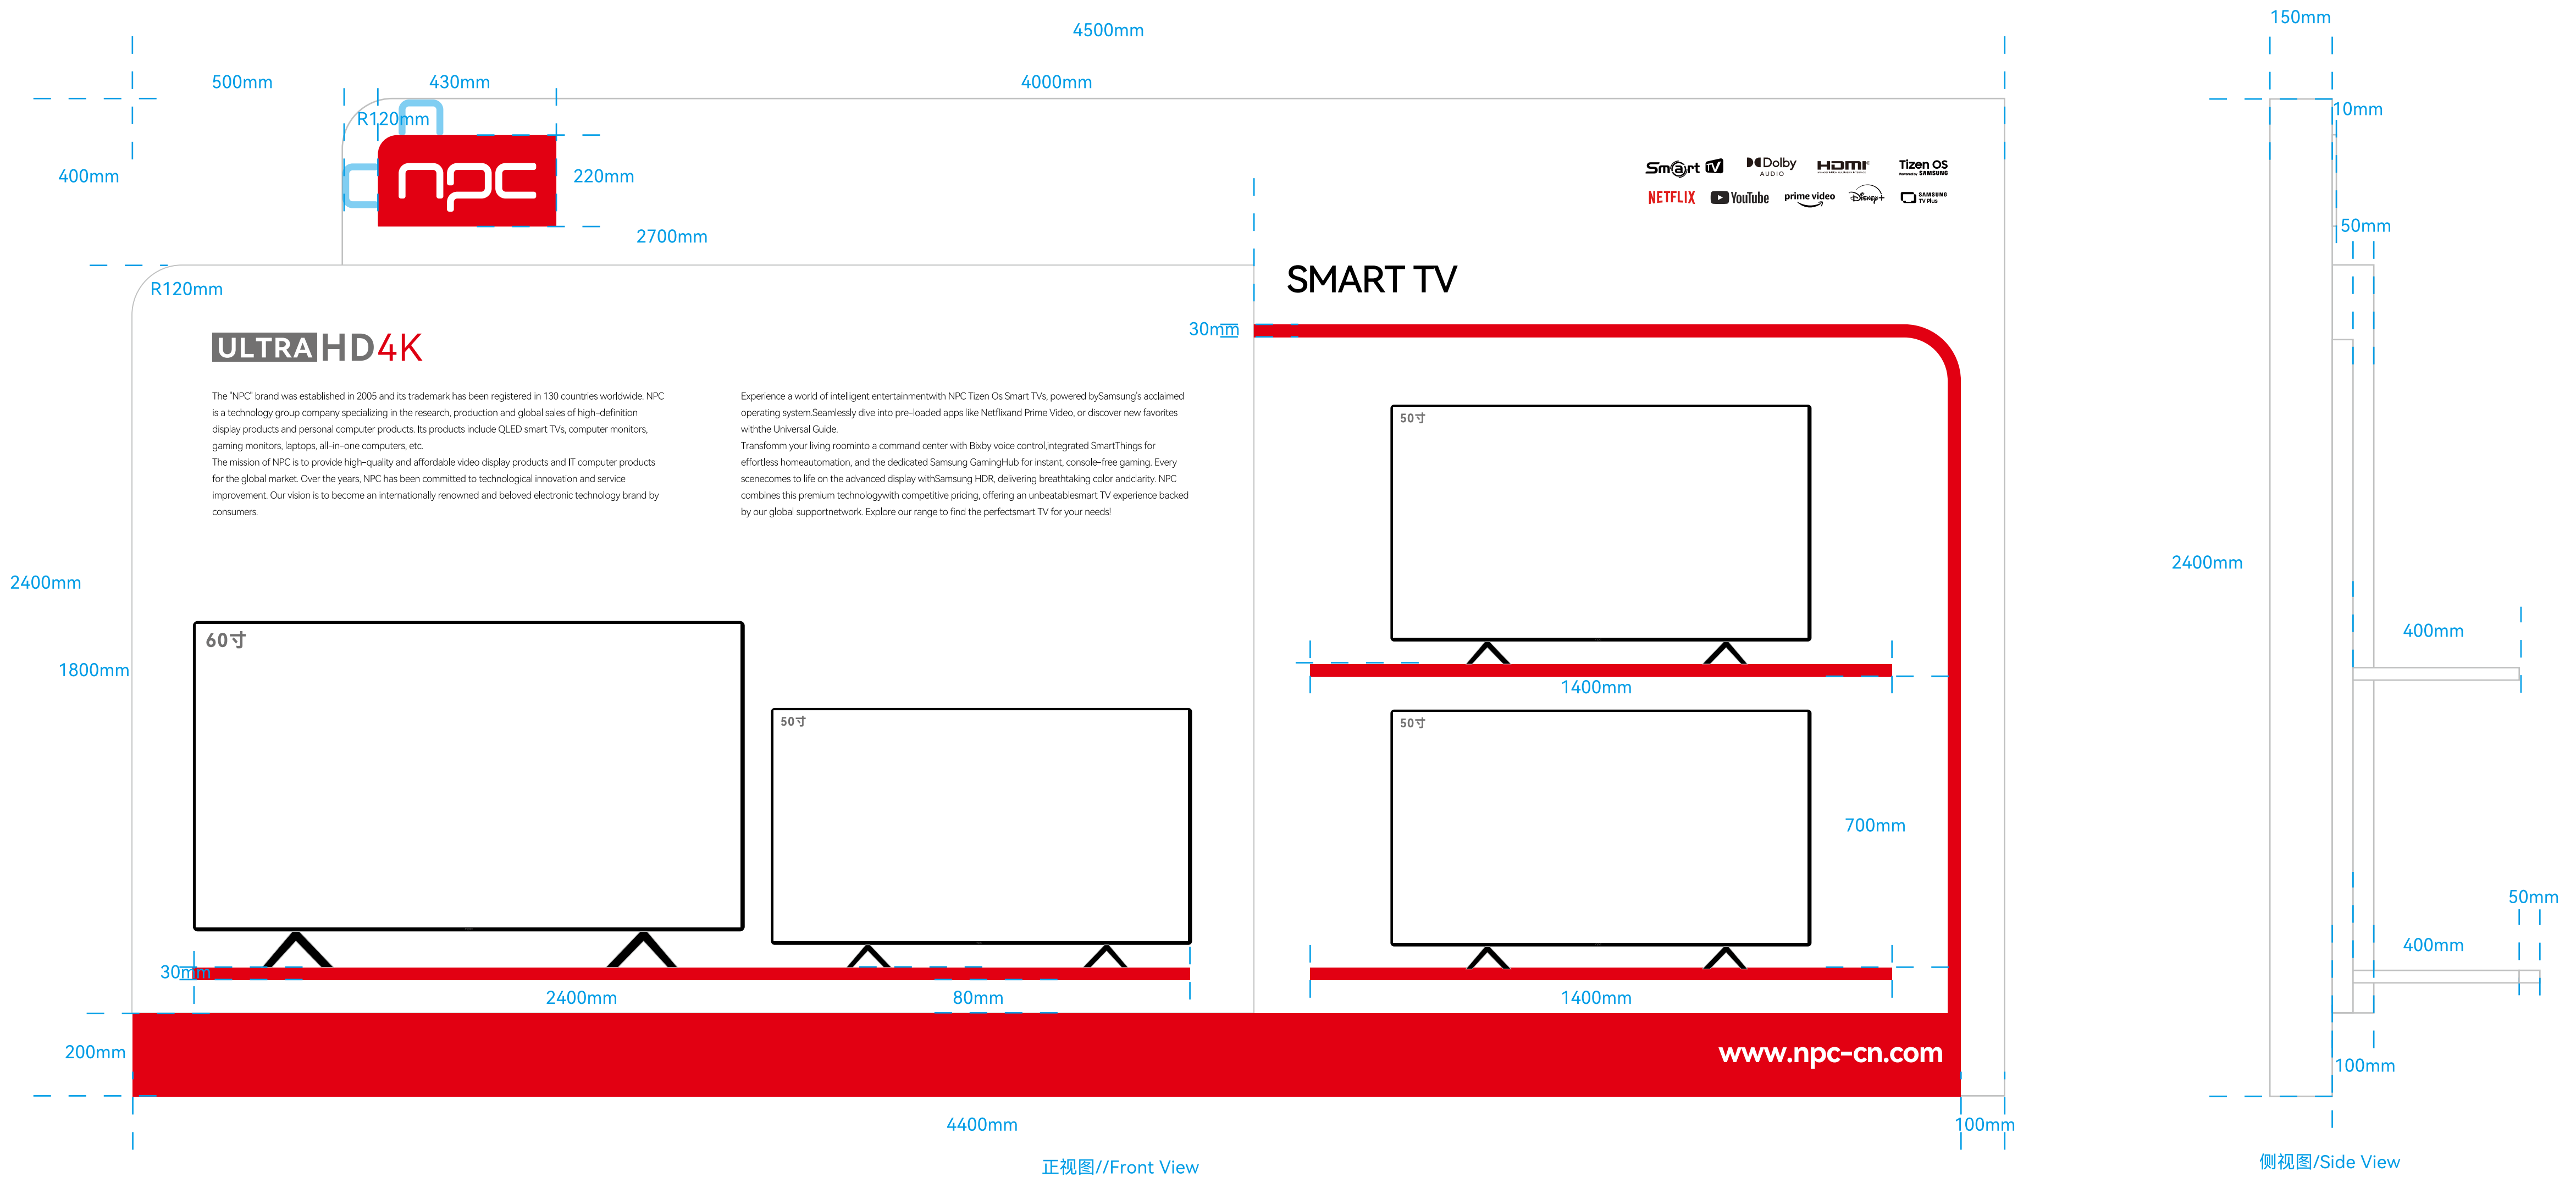 4500mm
150mm
500mm
430mm
4000mm
10mm
R120mm
npc
400mm
220mm
2700mm
Smart TV
Dolby
AUDIO
HDMI
Tizen OS
Powered by SAMSUNG
NETFLIX
YouTube
prime video
Disney+
SAMSUNG
TV Plus
50mm
R120mm
SMART TV
30mm
ULTRA HD 4K
The "NPC" brand was established in 2005 and its trademark has been registered in 130 countries worldwide. NPC
is a technology group company specializing in the research, production and global sales of high-definition
display products and personal computer products. Its products include QLED smart TVs, computer monitors,
gaming monitors, laptops, all-in-one computers, etc.
The mission of NPC is to provide high-quality and affordable video display products and IT computer products
for the global market. Over the years, NPC has been committed to technological innovation and service
improvement. Our vision is to become an internationally renowned and beloved electronic technology brand by
consumers.
Experience a world of intelligent entertainmentwith NPC Tizen Os Smart TVs, powered bySamsung's acclaimed
operating system.Seamlessly dive into pre-loaded apps like Netflixand Prime Video, or discover new favorites
withthe Universal Guide.
Transfomm your living roominto a command center with Bixby voice control,integrated SmartThings for
effortless homeautomation, and the dedicated Samsung GamingHub for instant, console-free gaming. Every
scenecomes to life on the advanced display withSamsung HDR, delivering breathtaking color andclarity. NPC
combines this premium technologywith competitive pricing, offering an unbeatablesmart TV experience backed
by our global supportnetwork. Explore our range to find the perfectsmart TV for your needs!
50寸
2400mm
2400mm
60寸
400mm
1800mm
1400mm
50寸
50寸
700mm
50mm
400mm
30mm
2400mm
80mm
1400mm
200mm
www.npc-cn.com
100mm
4400mm
100mm
正视图//Front View
侧视图/Side View